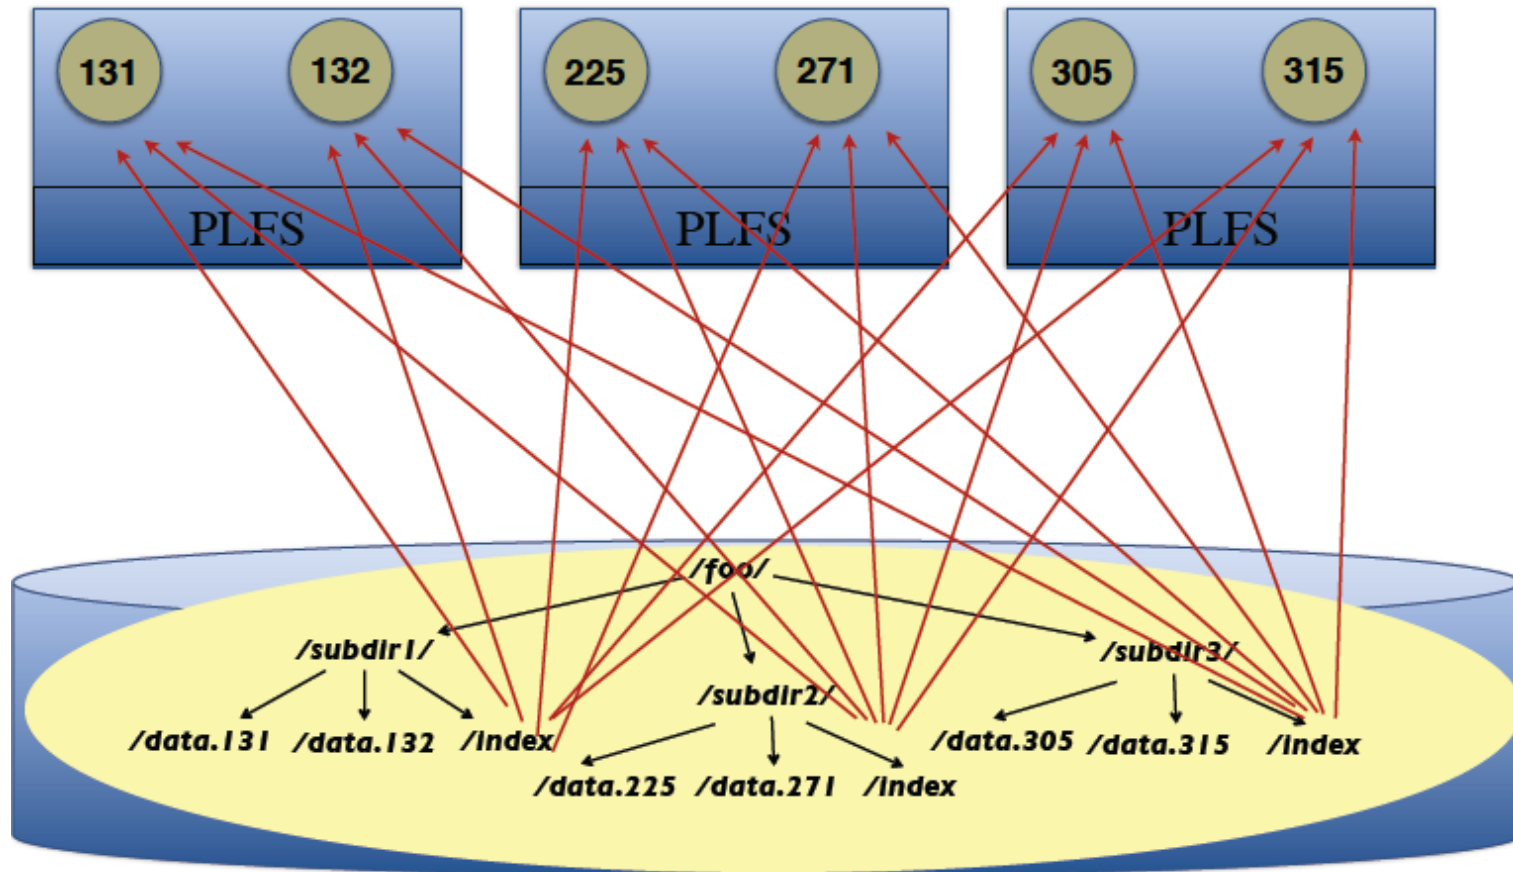 131 132 225 271 305 315
PLFS PLFS PLFS
/foo/
/subdir1/ /subdir3/
/subdir2/
/data.131 /data.132 /index /data.305 /data.315 /index
/data.225 /data.271 /index